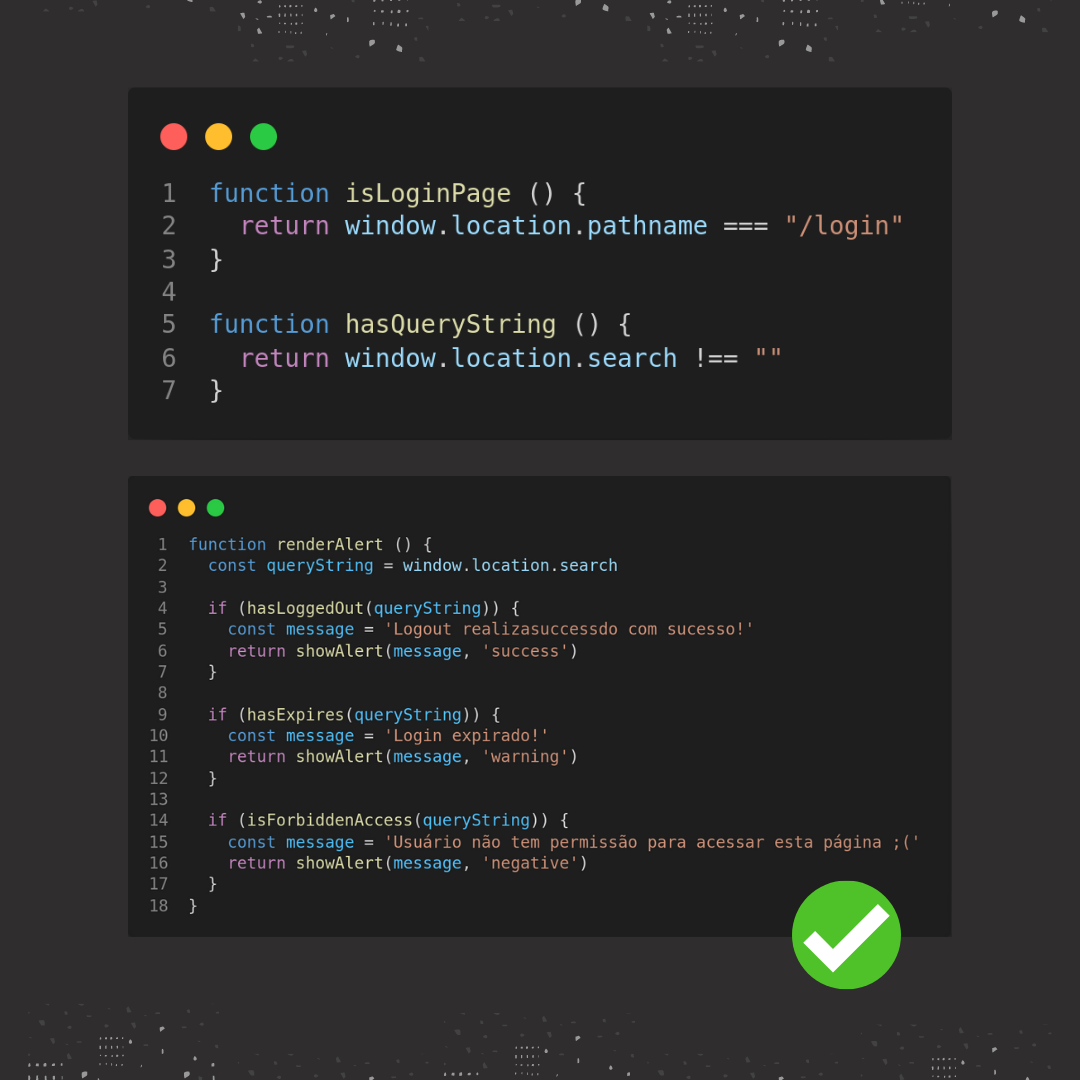 1 function isLoginPage () {
2 return window.location.pathname === "/login"
3 }
4
5 function hasQueryString () {
6 return window.location.search !== ""
7 }
1 function renderAlert () {
2 const queryString = window.location.search
3
4 if (hasLoggedOut(queryString)) {
5 const message = 'Logout realizasuccessdo com sucesso!'
6 return showAlert(message, 'success')
7 }
8
9 if (hasExpires(queryString)) {
10 const message = 'Login expirado!'
11 return showAlert(message, 'warning')
12 }
13
14 if (isForbiddenAccess(queryString)) {
15 const message = 'Usuário não tem permissão para acessar esta página ;('
16 return showAlert(message, 'negative')
17 }
18 }